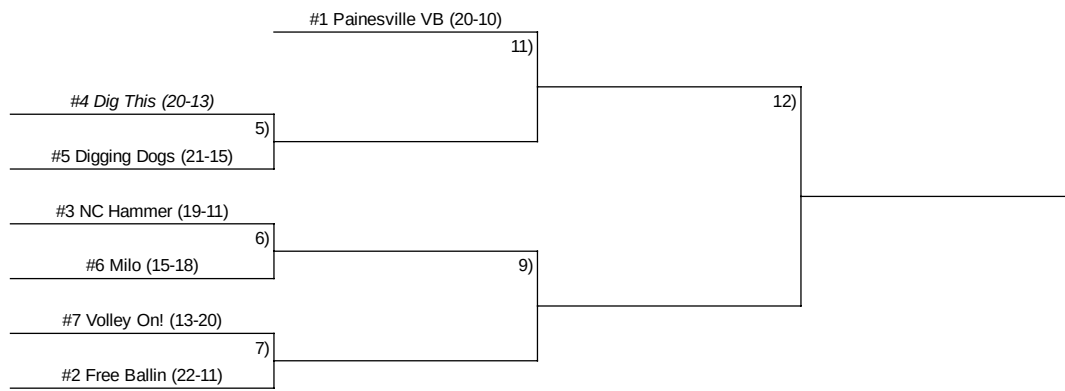 #1 Painesville VB (20-10)
11)
#4 Dig This (20-13)
12)
5)
#5 Digging Dogs (21-15)
#3 NC Hammer (19-11)
6)
#6 Milo (15-18)
9)
#7 Volley On! (13-20)
7)
#2 Free Ballin (22-11)